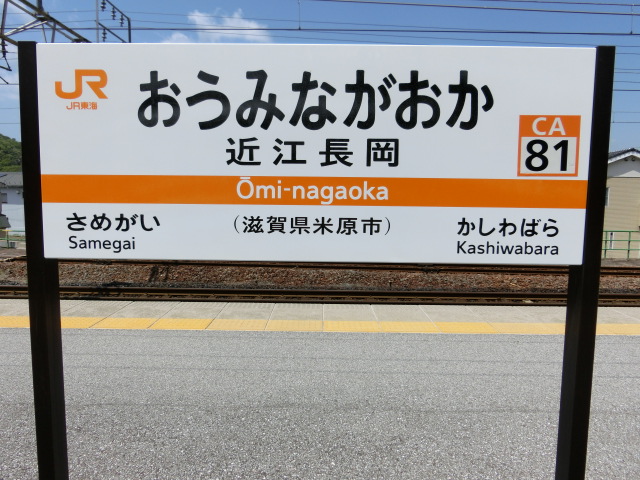 JR
JR東海
おうみながおか
近江長岡
CA
81
Ōmi-nagaoka
さめがい
Samegai
（滋賀県米原市）
かしわばら
Kashiwabara